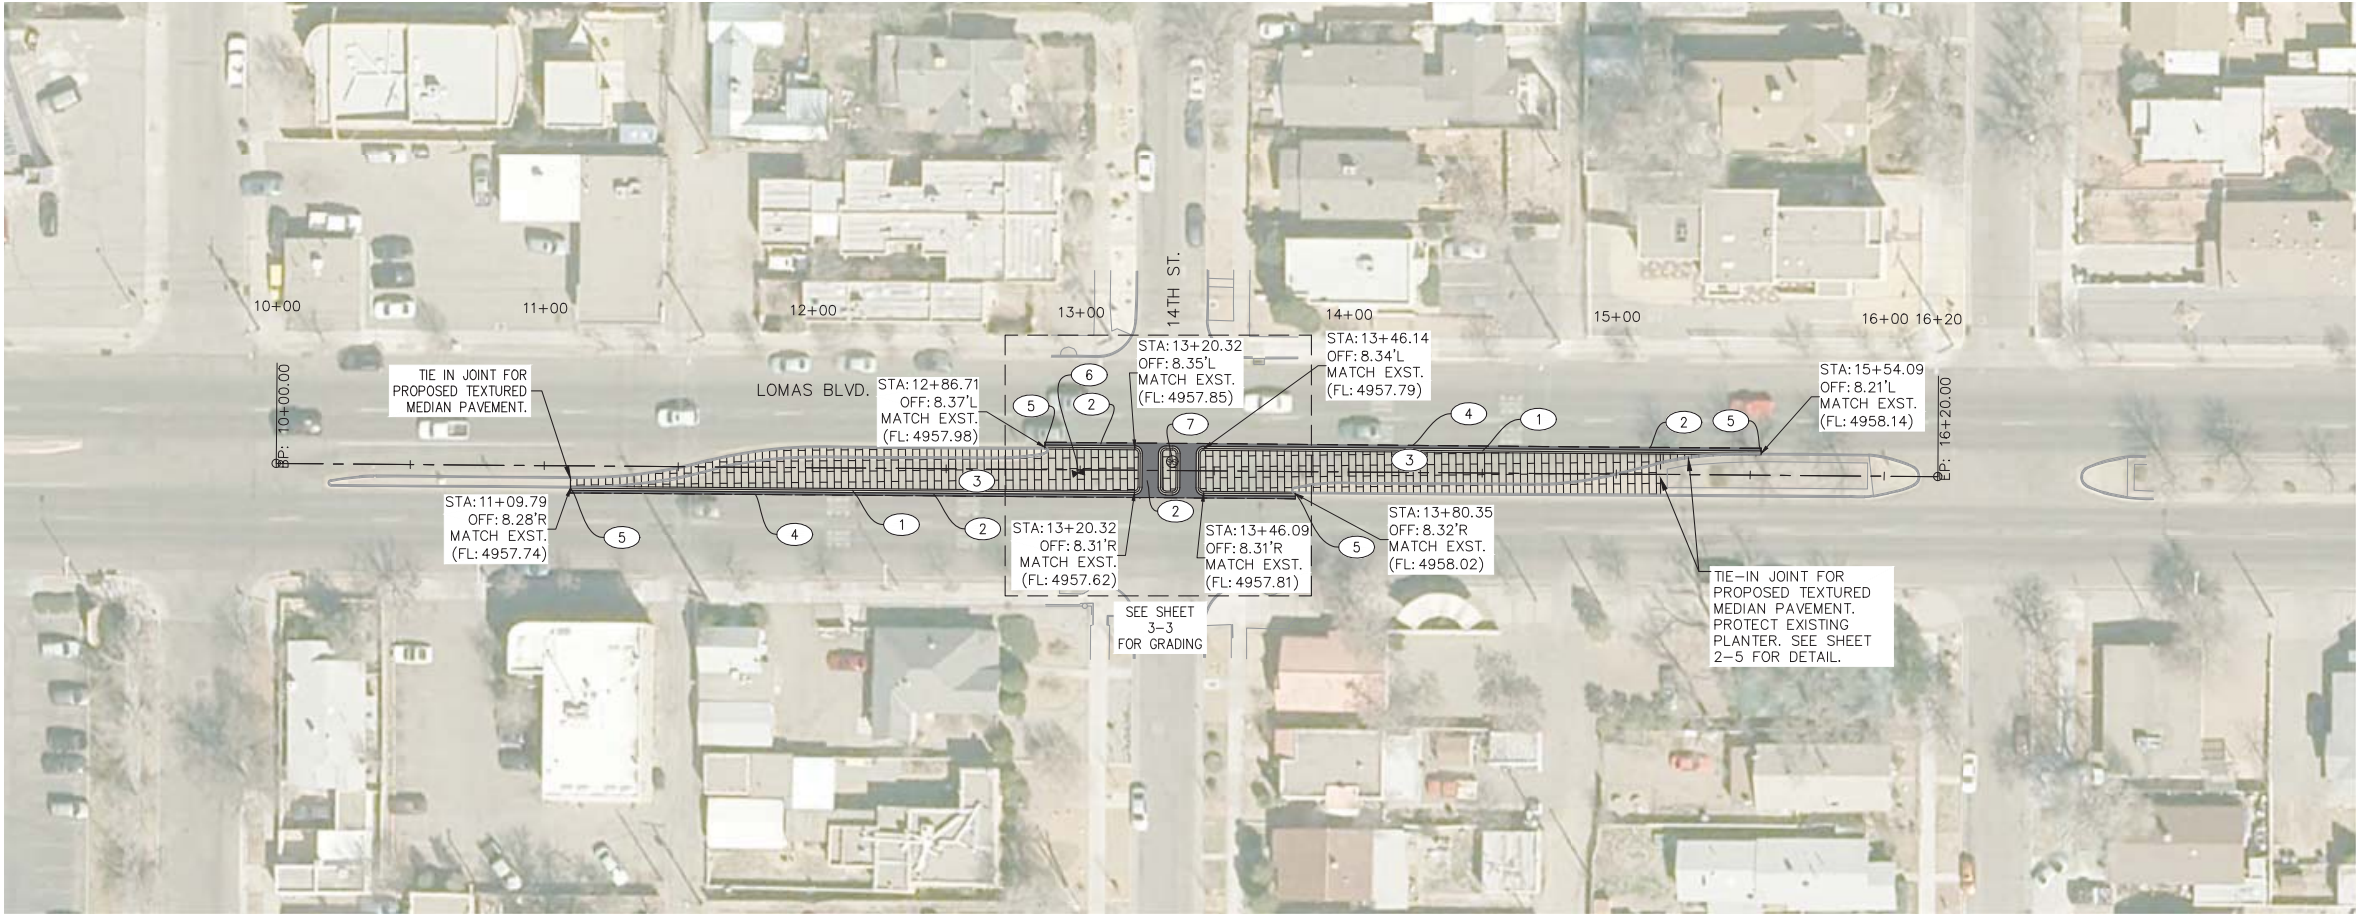 10+00
11+00
12+00
13+00
14+00
15+00
16+00 16+20
14TH ST.
LOMAS BLVD.
BP: 10+00.00
EP: 16+20.00
TIE IN JOINT FOR
PROPOSED TEXTURED
MEDIAN PAVEMENT.
STA: 12+86.71
OFF: 8.37'L
MATCH EXST.
(FL: 4957.98)
STA: 13+20.32
OFF: 8.35'L
MATCH EXST.
(FL: 4957.85)
STA: 13+46.14
OFF: 8.34'L
MATCH EXST.
(FL: 4957.79)
STA: 15+54.09
OFF: 8.21'L
MATCH EXST.
(FL: 4958.14)
6
5
2
7
4
1
2
5
3
3
STA: 11+09.79
OFF: 8.28'R
MATCH EXST.
(FL: 4957.74)
5
4
1
2
2
5
STA: 13+20.32
OFF: 8.31'R
MATCH EXST.
(FL: 4957.62)
STA: 13+46.09
OFF: 8.31'R
MATCH EXST.
(FL: 4957.81)
STA: 13+80.35
OFF: 8.32'R
MATCH EXST.
(FL: 4958.02)
SEE SHEET
3-3
FOR GRADING
TIE-IN JOINT FOR
PROPOSED TEXTURED
MEDIAN PAVEMENT.
PROTECT EXISTING
PLANTER. SEE SHEET
2-5 FOR DETAIL.